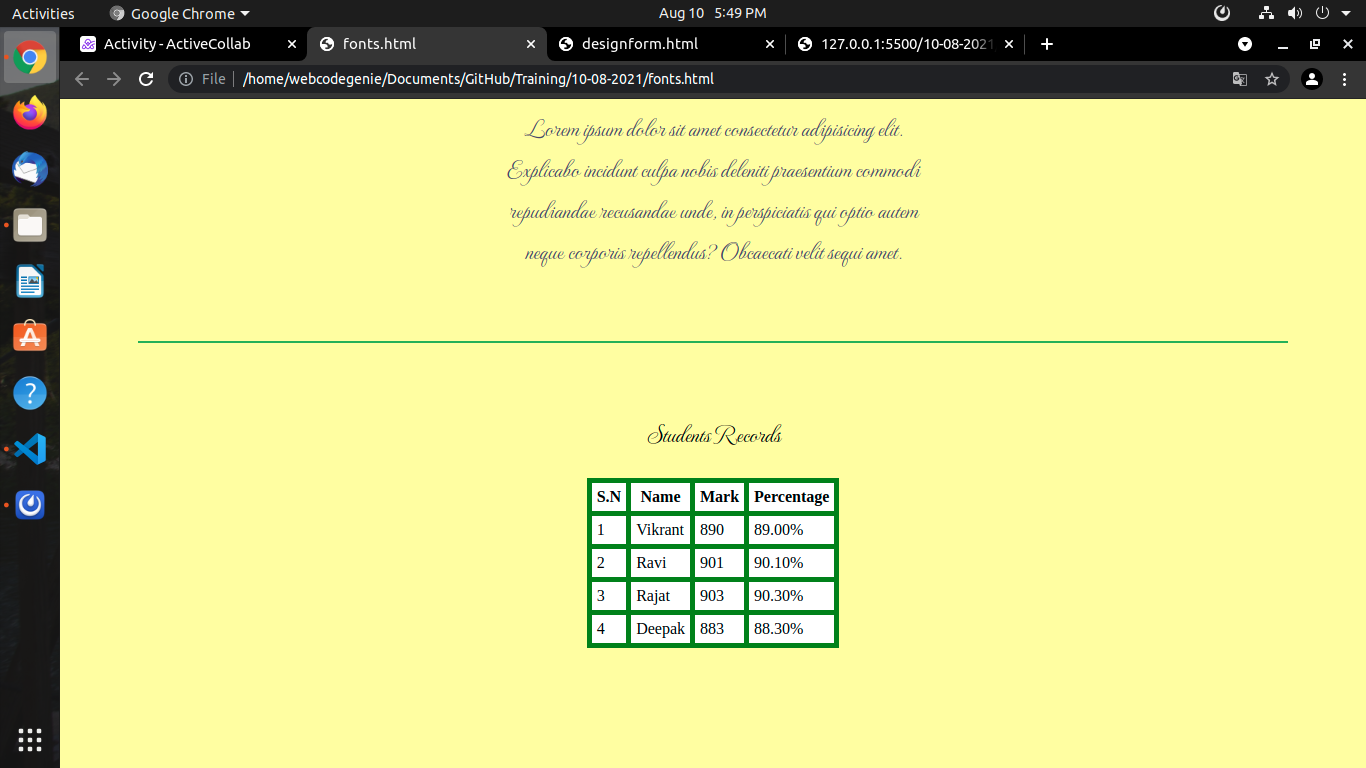 Activities
Google Chrome
Aug 10 5:49 PM
Activity - ActiveCollab
fonts.html
designform.html
127.0.0.1:5500/10-08-2021
File
/home/webcodegenie/Documents/GitHub/Training/10-08-2021/fonts.html
Lorem ipsum dolor sit amet consectetur adipisicing elit.
Explicabo incidunt culpa nobis deleniti praesentium commodi
repudiandae recusandae unde, in perspiciatis qui optio autem
neque corporis repellendus? Obcaecati velit sequi amet.
Students Records
S.N Name Mark Percentage
1 Vikrant 890 89.00%
2 Ravi 901 90.10%
3 Rajat 903 90.30%
4 Deepak 883 88.30%